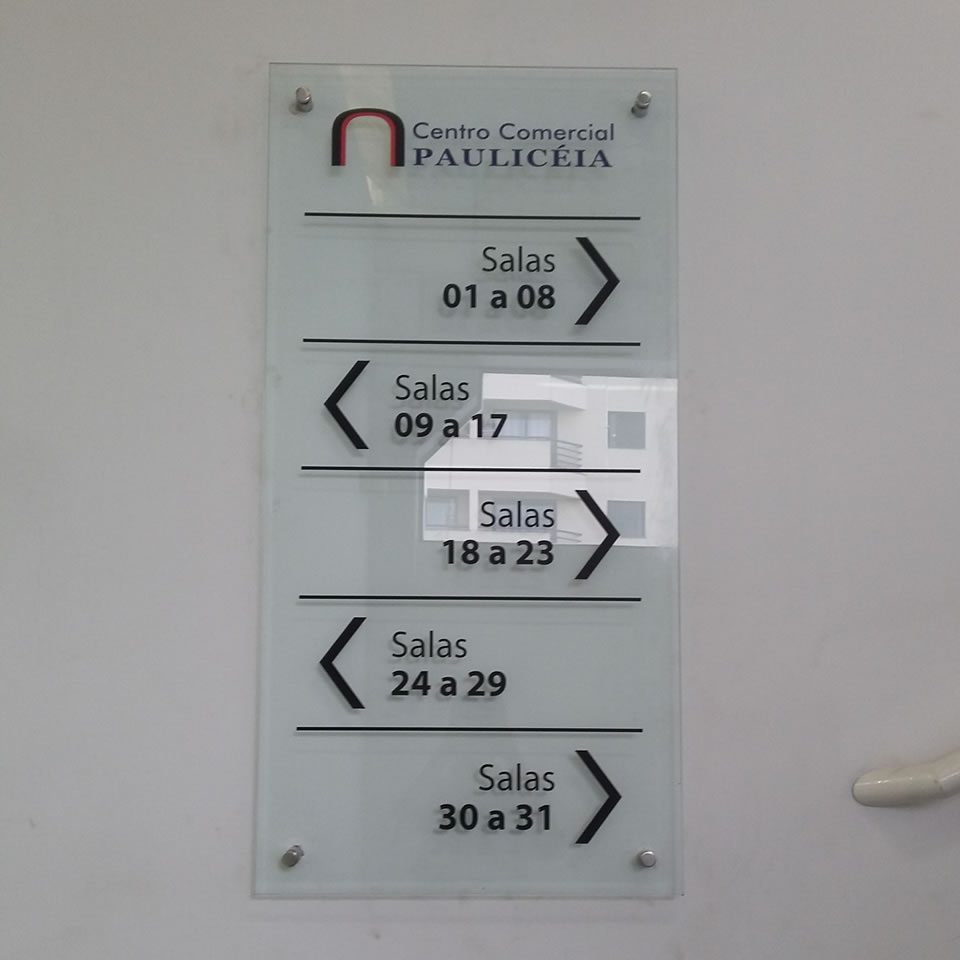 Centro Comercial
PAULICÉIA
Salas
01 a 08
Salas
09 a 17
Salas
18 a 23
Salas
24 a 29
Salas
30 a 31